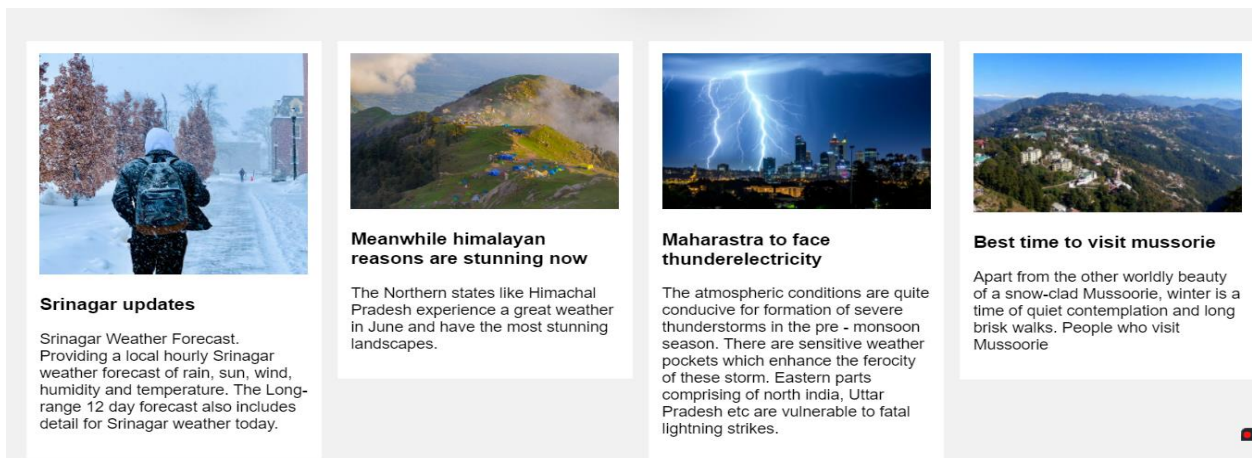 Srinagar updates
Srinagar Weather Forecast.
Providing a local hourly Srinagar
weather forecast of rain, sun, wind,
humidity and temperature. The Long-
range 12 day forecast also includes
detail for Srinagar weather today.
Meanwhile himalayan
reasons are stunning now
The Northern states like Himachal
Pradesh experience a great weather
in June and have the most stunning
landscapes.
Maharastra to face
thunderelectricity
The atmospheric conditions are quite
conducive for formation of severe
thunderstorms in the pre - monsoon
season. There are sensitive weather
pockets which enhance the ferocity
of these storm. Eastern parts
comprising of north india, Uttar
Pradesh etc are vulnerable to fatal
lightning strikes.
Best time to visit mussorie
Apart from the other worldly beauty
of a snow-clad Mussoorie, winter is a
time of quiet contemplation and long
brisk walks. People who visit
Mussoorie